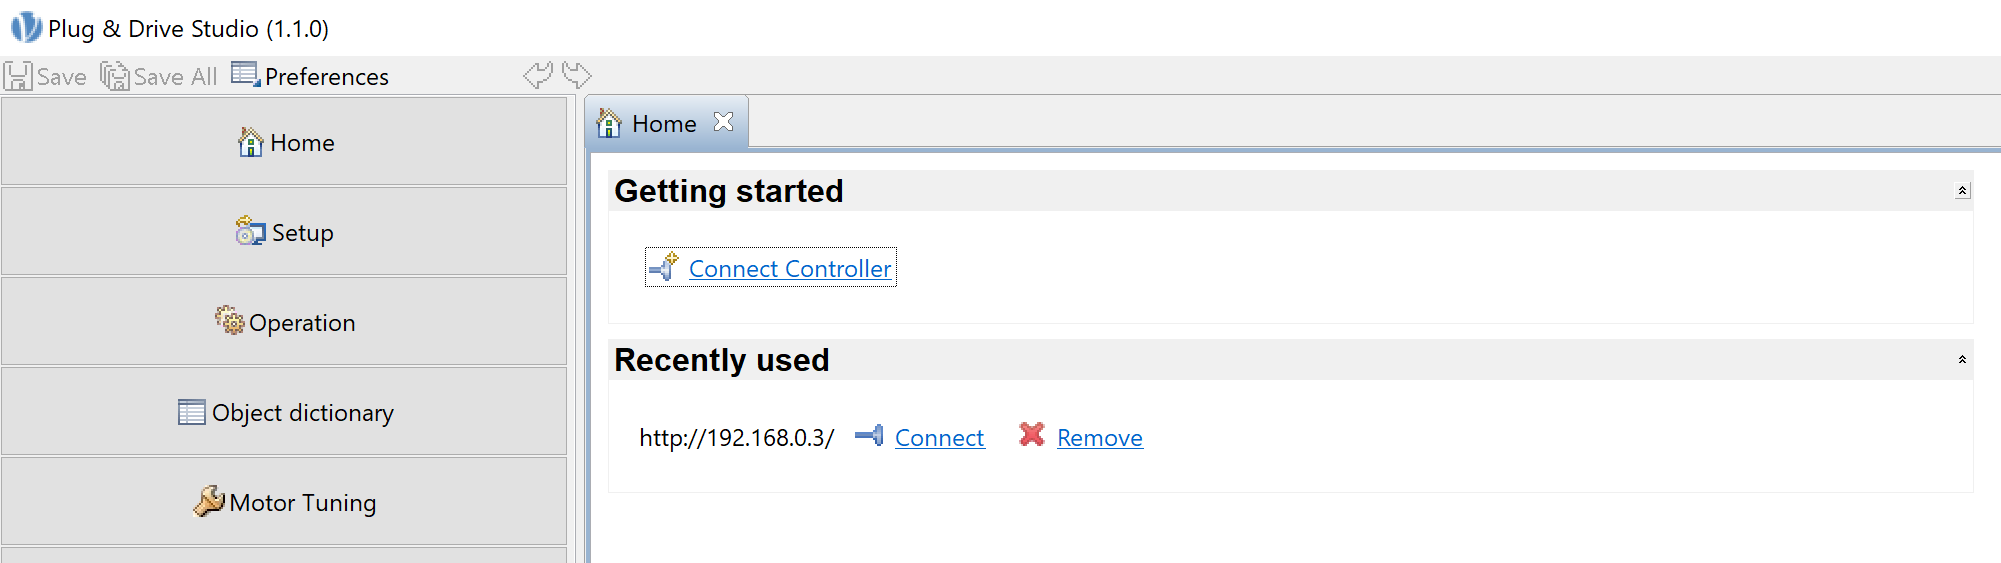 Plug & Drive Studio (1.1.0)
Save Save All Preferences
Home
Setup
Operation
Object dictionary
Motor Tuning
Home
Getting started
Connect Controller
Recently used
http://192.168.0.3/ Connect Remove